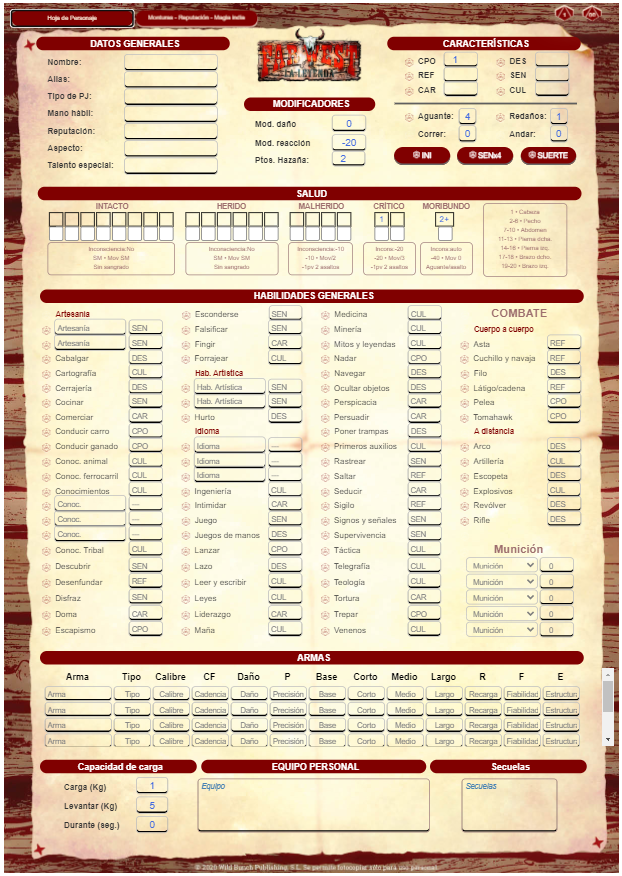 Hoja de Personaje
Monturas - Reputación - Magia india
DATOS GENERALES
Nombre:
Alias:
Tipo de PJ:
Mano hábil:
Reputación:
Aspecto:
Talento especial:
FAR WEST
LA LEYENDA
MODIFICADORES
Mod. daño 0
Mod. reacción -20
Ptos. Hazaña: 2
CARACTERÍSTICAS
CPO 1 DES
REF SEN
CAR CUL
Aguante: 4 Redaños: 1
Correr: 0 Andar: 0
INI SENx4 SUERTE
SALUD
INTACTO HERIDO MALHERIDO CRÍTICO MORIBUNDO
1 2+
Inconsciencia:No
SM • Mov SM
Sin sangrado
Inconsciencia:No
SM • Mov SM
Sin sangrado
Inconsciencia:-10
-10 • Mov/2
-1pv 2 asaltos
Incons:-20
-20 • Mov/3
-1pv 2 asaltos
Incons:auto
-40 • Mov 0
Aguante/asalto
1 • Cabeza
2-6 • Pecho
7-10 • Abdomen
11-13 • Pierna dcha.
14-16 • Pierna izq.
17-18 • Brazo dcho.
19-20 • Brazo izq.
HABILIDADES GENERALES
Artesanía
Artesanía SEN
Artesanía SEN
Cabalgar DES
Cartografía CUL
Cerrajería DES
Cocinar SEN
Comerciar CAR
Conducir carro CPO
Conducir ganado CPO
Conoc. animal CUL
Conoc. ferrocarril CUL
Conocimientos CUL
Conoc. ---
Conoc. ---
Conoc. ---
Conoc. Tribal CUL
Descubrir SEN
Desenfundar REF
Disfraz SEN
Doma CAR
Escapismo CPO
Esconderse SEN
Falsificar SEN
Fingir CAR
Forrajear CUL
Hab. Artística
Hab. Artística SEN
Hab. Artística SEN
Hurto DES
Idioma
Idioma ---
Idioma ---
Idioma ---
Ingeniería CUL
Intimidar CAR
Juego SEN
Juegos de manos DES
Lanzar CPO
Lazo DES
Leer y escribir CUL
Leyes CUL
Liderazgo CAR
Maña CUL
Medicina CUL
Minería CUL
Mitos y leyendas CUL
Nadar CPO
Navegar DES
Ocultar objetos DES
Perspicacia CAR
Persuadir CAR
Poner trampas DES
Primeros auxilios CUL
Rastrear SEN
Saltar REF
Seducir CAR
Sigilo REF
Signos y señales SEN
Supervivencia SEN
Táctica CUL
Telegrafía CUL
Teología CUL
Tortura CAR
Trepar CPO
Venenos CUL
COMBATE
Cuerpo a cuerpo
Asta REF
Cuchillo y navaja REF
Filo DES
Látigo/cadena REF
Pelea CPO
Tomahawk CPO
A distancia
Arco DES
Artillería CUL
Escopeta DES
Explosivos CUL
Revólver DES
Rifle DES
Munición
Munición 0
Munición 0
Munición 0
Munición 0
Munición 0
ARMAS
Arma Tipo Calibre CF Daño P Base Corto Medio Largo R F E
Arma Tipo Calibre Cadencia Daño Precisión Base Corto Medio Largo Recarga Fiabilidad Estructura
Arma Tipo Calibre Cadencia Daño Precisión Base Corto Medio Largo Recarga Fiabilidad Estructura
Arma Tipo Calibre Cadencia Daño Precisión Base Corto Medio Largo Recarga Fiabilidad Estructura
Arma Tipo Calibre Cadencia Daño Precisión Base Corto Medio Largo Recarga Fiabilidad Estructura
Capacidad de carga
Carga (Kg) 1
Levantar (Kg) 5
Durante (seg.) 0
EQUIPO PERSONAL
Equipo
Secuelas
Secuelas
© 2020 Wild Bunch Publishing, S.L. Se permite fotocopiar sólo para uso personal